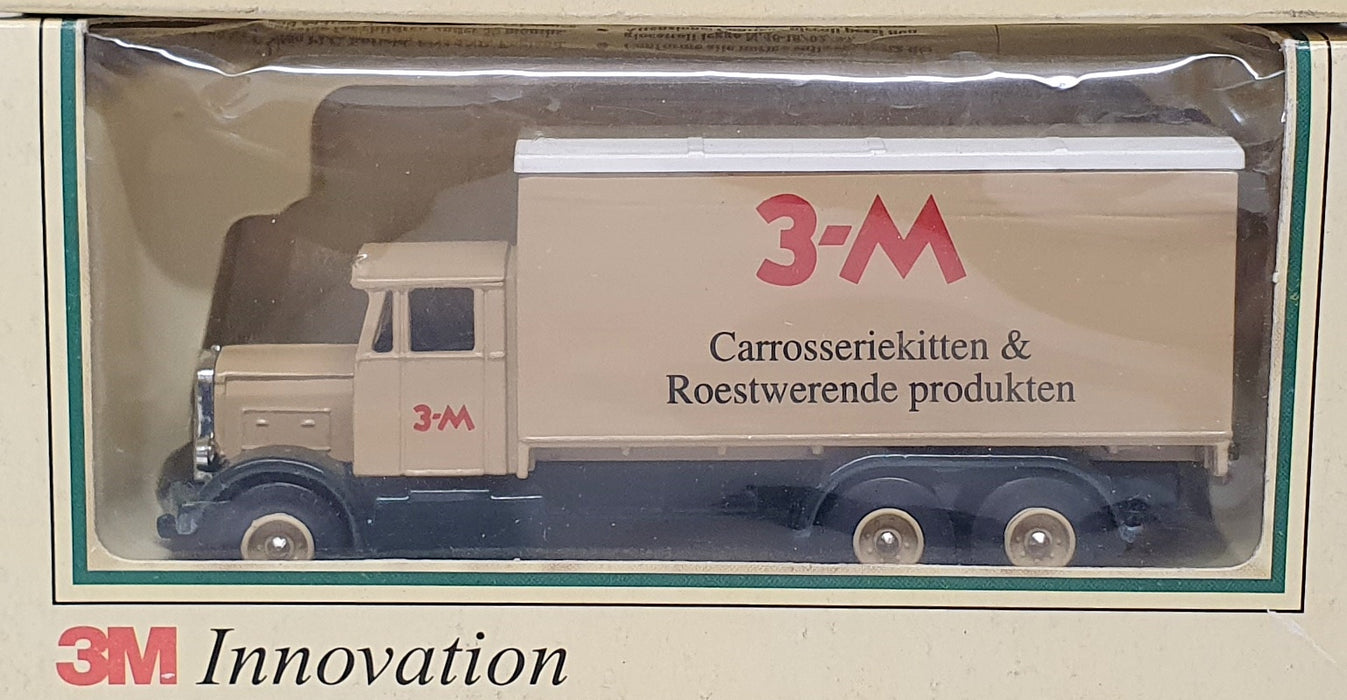 3-M
Carrosseriekitten &
Roestwerende produkten
3-M
3M Innovation